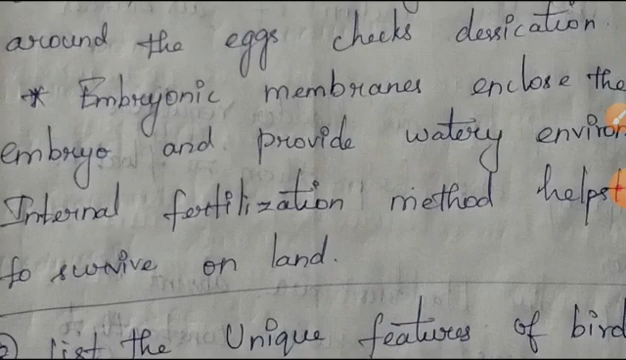 around the eggs checks dessication.
* Embryonic membranes enclose the
embryo and provide watery environ
Internal fertilization method helps
to survive on land.
list the Unique features of bird